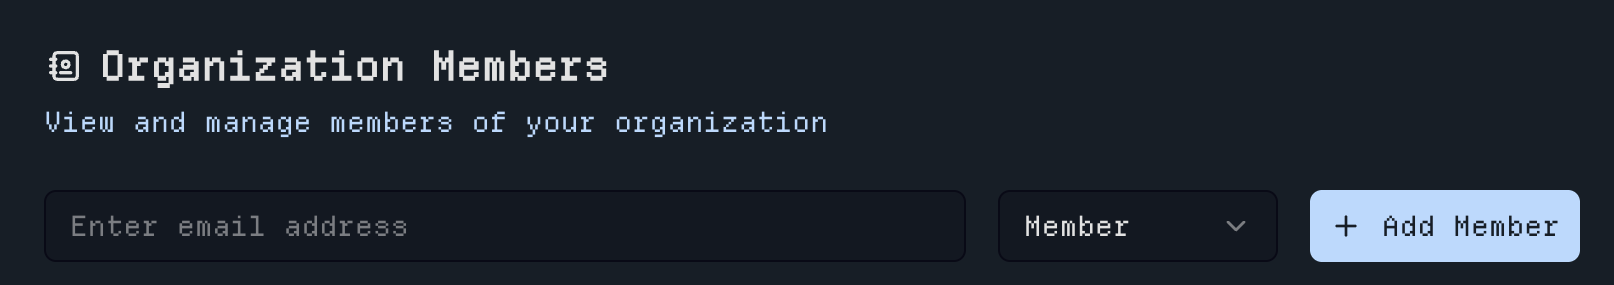 Organization Members
View and manage members of your organization
Enter email address
Member
+ Add Member